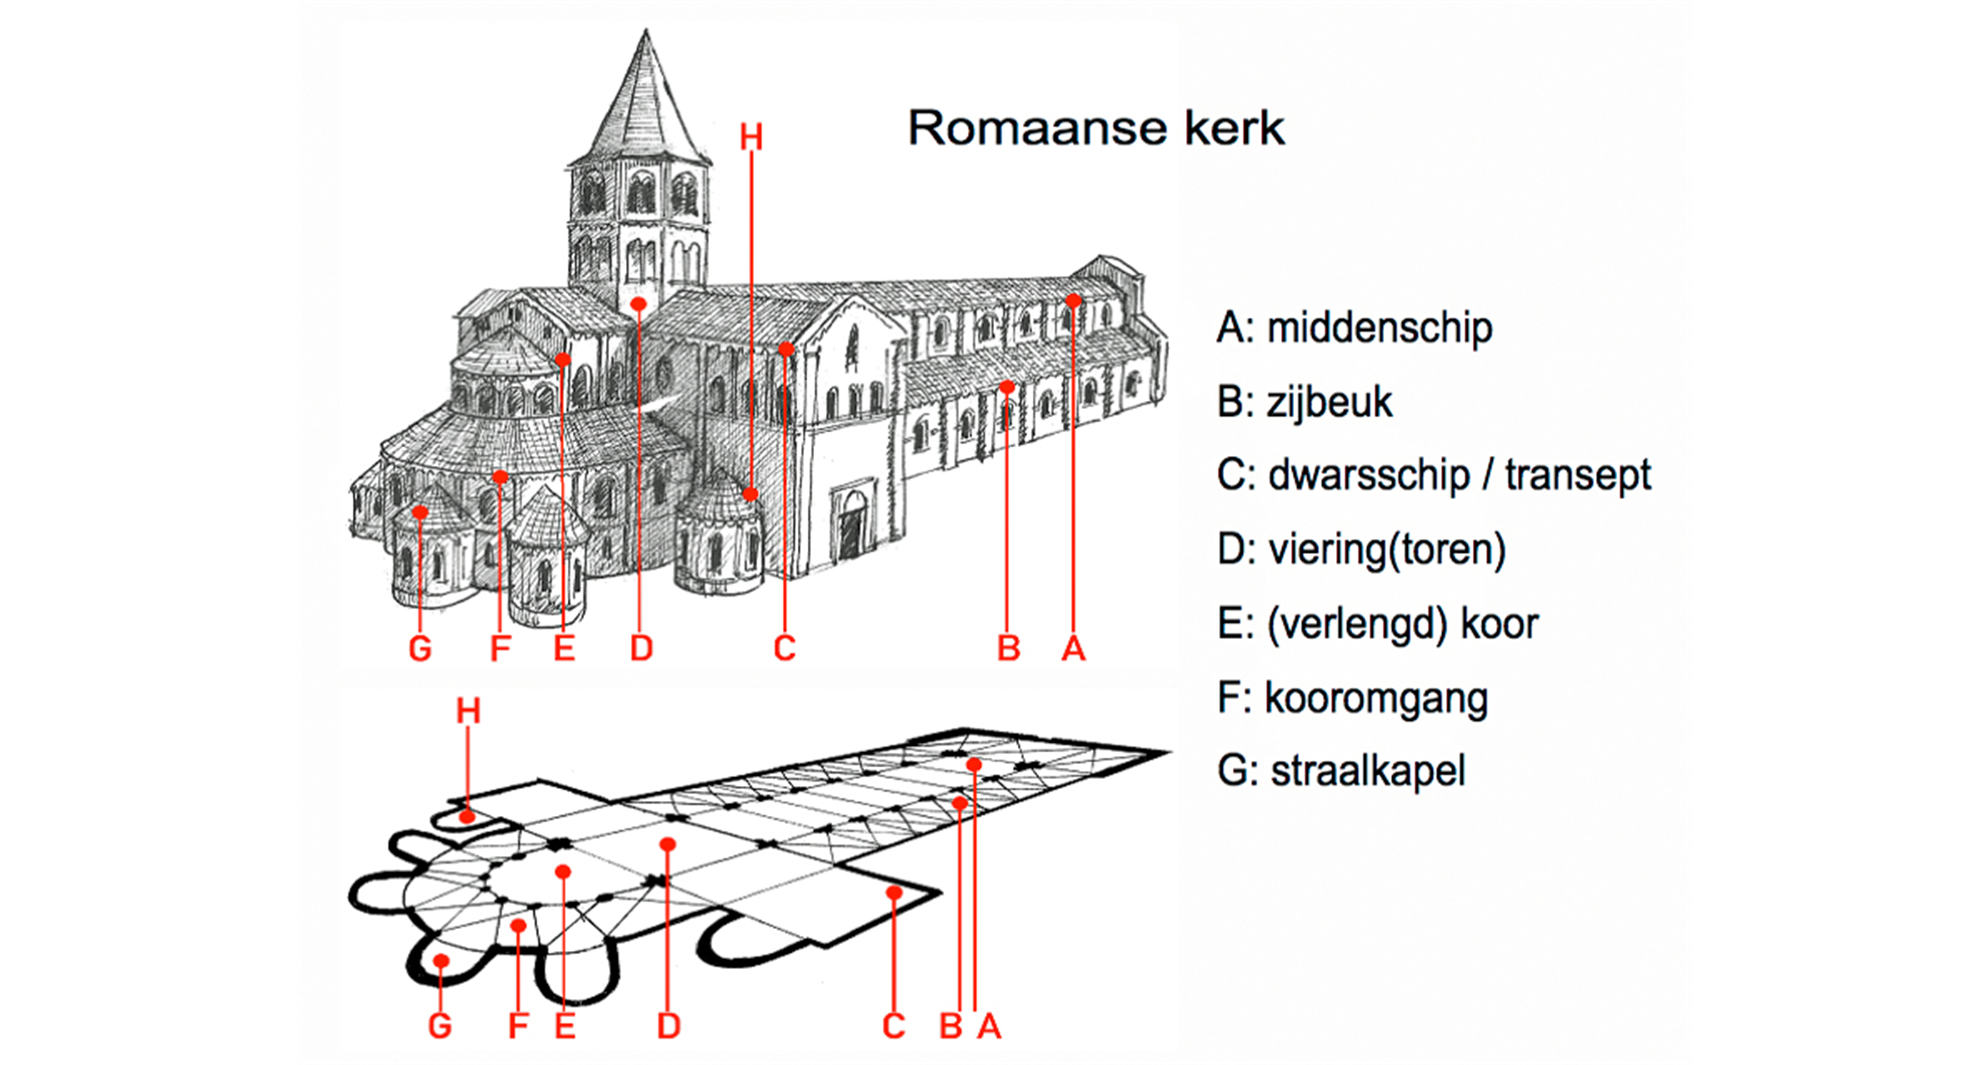 H
Romaanse kerk
A: middenschip
B: zijbeuk
C: dwarsschip / transept
D: viering(toren)
E: (verlengd) koor
F: kooromgang
G: straalkapel
G F E D C B A
H
G F E D C B A